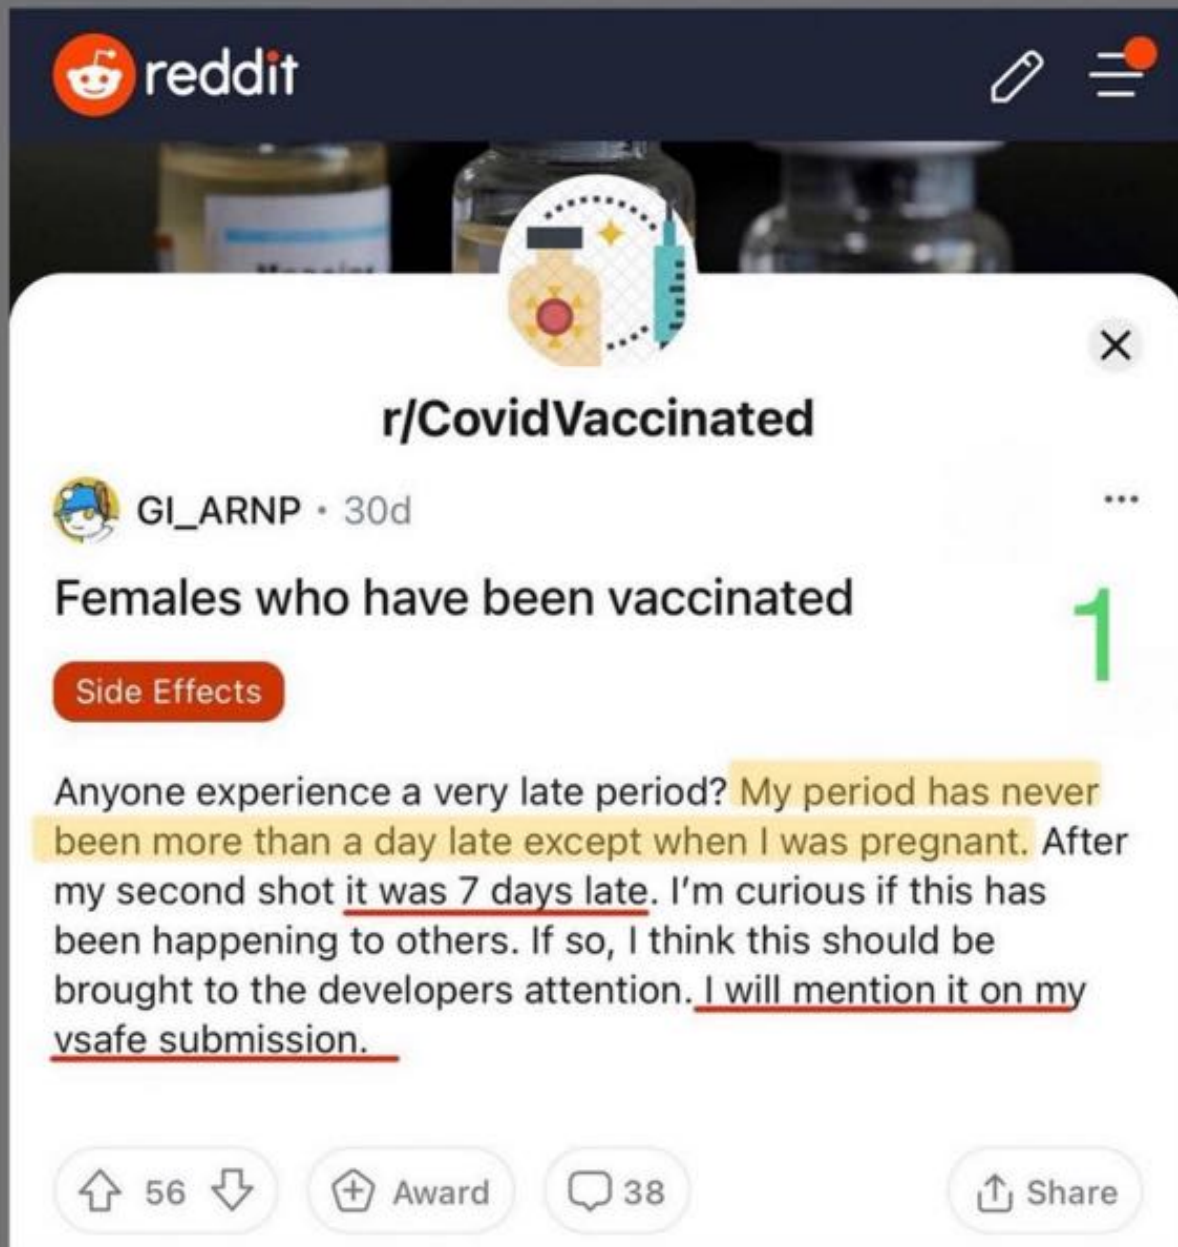 reddit
r/CovidVaccinated
GI_ARNP • 30d
Females who have been vaccinated
1
Side Effects
Anyone experience a very late period? My period has never
been more than a day late except when I was pregnant. After
my second shot it was 7 days late. I'm curious if this has
been happening to others. If so, I think this should be
brought to the developers attention. I will mention it on my
vsafe submission.
56 Award 38 Share